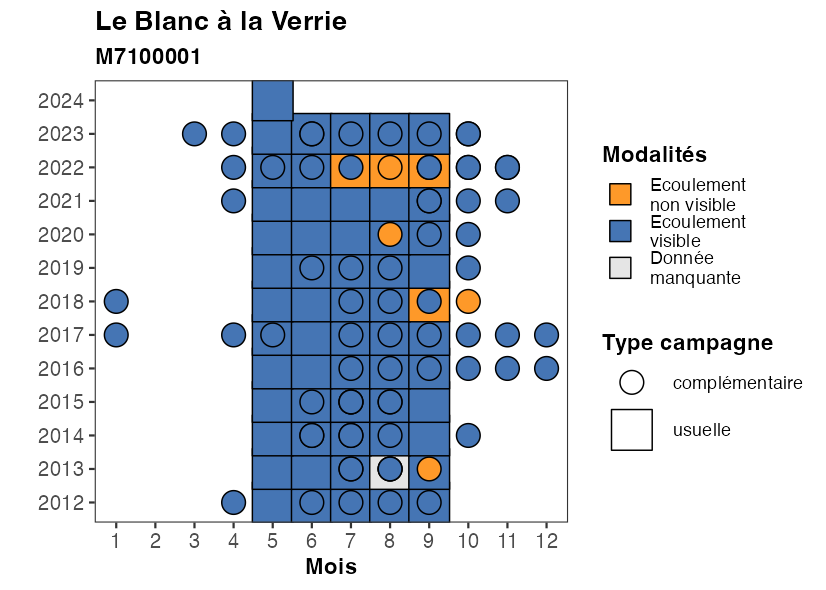 Le Blanc à la Verrie
M7100001
2024
2023
2022
2021
2020
2019
2018
2017
2016
2015
2014
2013
2012
1 2 3 4 5 6 7 8 9 10 11 12
Mois
Modalités
Ecoulement
non visible
Ecoulement
visible
Donnée
manquante
Type campagne
complémentaire
usuelle